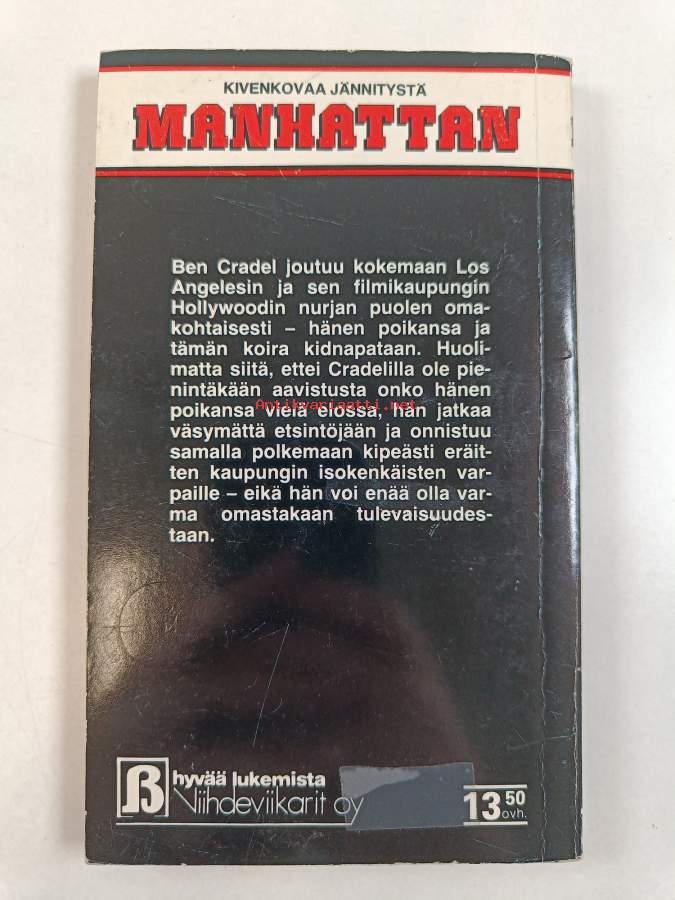 KIVENKOVAA JÄNNITYSTÄ
MANHATTAN
Ben Cradel joutuu kokemaan Los
Angelesin ja sen filmikaupungin
Hollywoodin nurjan puolen oma-
kohtaisesti – hänen poikansa ja
tämän koira kidnapataan. Huoli-
matta siitä, ettei Cradelilla ole pie-
nintäkään aavistusta onko hänen
poikansa vielä elossa, hän jatkaa
väsymättä etsintöjään ja onnistuu
samalla polkemaan kipeästi eräit-
ten kaupungin isokenkäisten var-
paille – eikä hän voi enää olla var-
ma omastakaan tulevaisuudes-
taan.
Antikvariaatti.net
hyvää lukemista
Viihdeviikarit oy
13 50
ovh.